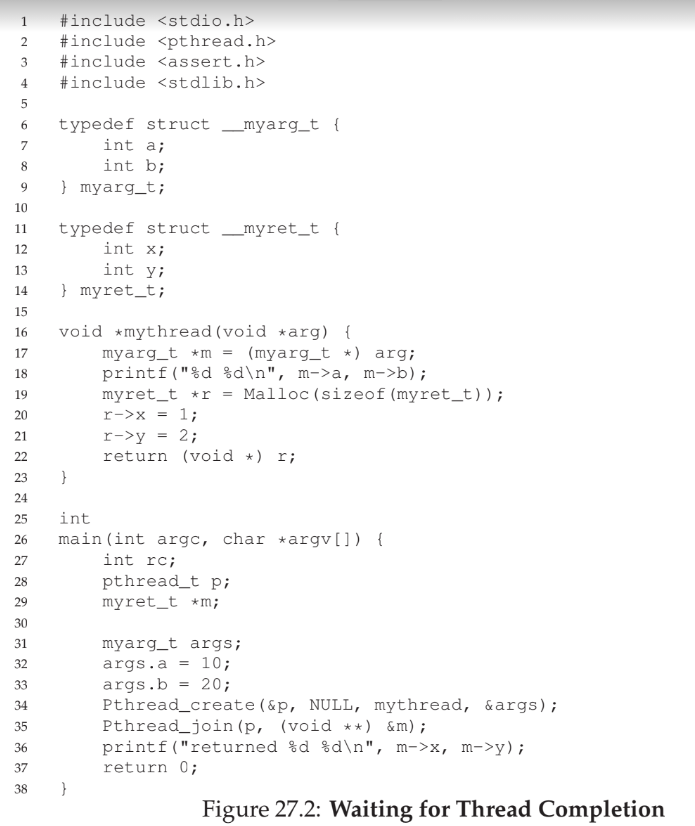 1 #include <stdio.h>
2 #include <pthread.h>
3 #include <assert.h>
4 #include <stdlib.h>
5
6 typedef struct __myarg_t {
7     int a;
8     int b;
9 } myarg_t;
10
11 typedef struct __myret_t {
12     int x;
13     int y;
14 } myret_t;
15
16 void *mythread(void *arg) {
17     myarg_t *m = (myarg_t *) arg;
18     printf("%d %d\n", m->a, m->b);
19     myret_t *r = Malloc(sizeof(myret_t));
20     r->x = 1;
21     r->y = 2;
22     return (void *) r;
23 }
24
25 int
26 main(int argc, char *argv[]) {
27     int rc;
28     pthread_t p;
29     myret_t *m;
30
31     myarg_t args;
32     args.a = 10;
33     args.b = 20;
34     Pthread_create(&p, NULL, mythread, &args);
35     Pthread_join(p, (void **) &m);
36     printf("returned %d %d\n", m->x, m->y);
37     return 0;
38 }
Figure 27.2: Waiting for Thread Completion